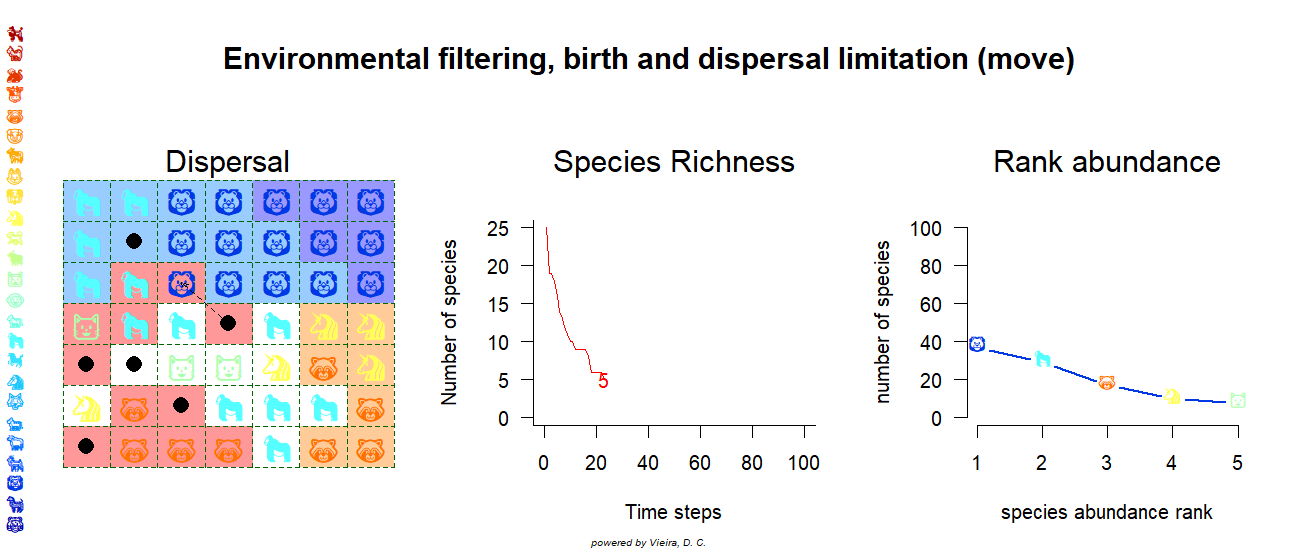 Environmental filtering, birth and dispersal limitation (move)
Dispersal
Species Richness
Number of species
25
20
15
10
5
0
5
0 20 40 60 80 100
Time steps
Rank abundance
number of species
100
80
60
40
20
0
1 2 3 4 5
species abundance rank
powered by Vieira, D. C.